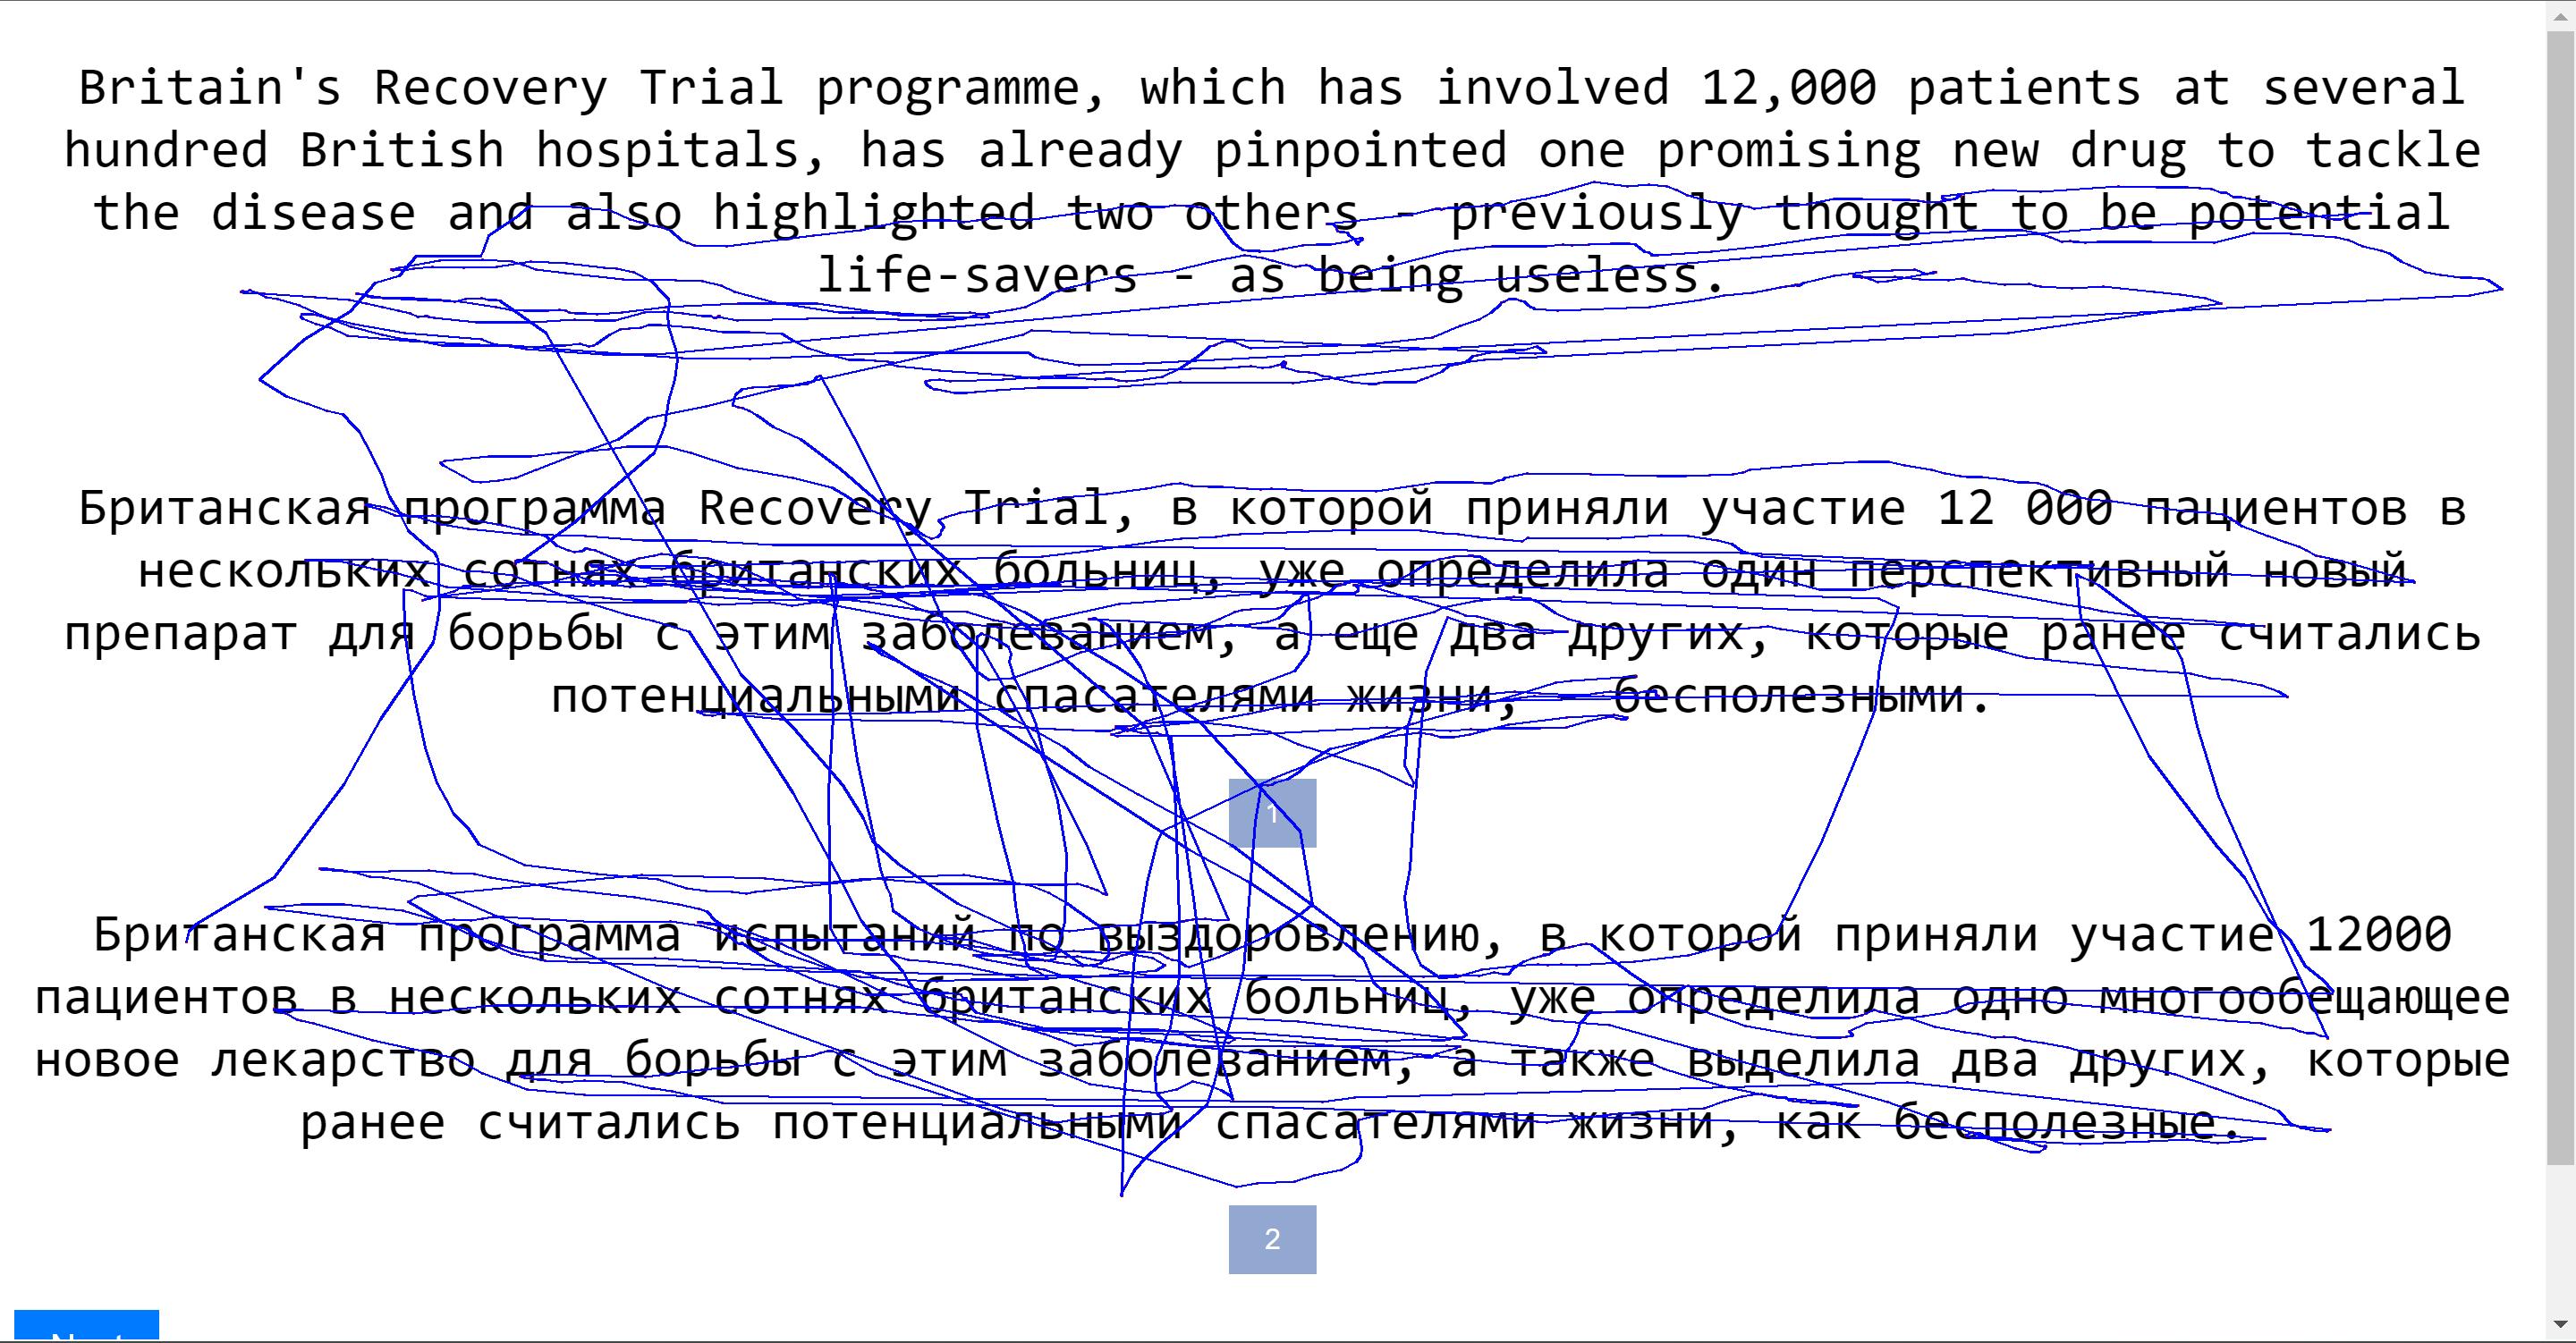 Britain's Recovery Trial programme, which has involved 12,000 patients at several
hundred British hospitals, has already pinpointed one promising new drug to tackle
the disease and also highlighted two others - previously thought to be potential
life-savers - as being useless.
Британская программа Recovery Trial, в которой приняли участие 12 000 пациентов в
нескольких сотнях британских больниц, уже определила один перспективный новый
препарат для борьбы с этим заболеванием, а еще два других, которые ранее считались
потенциальными спасателями жизни, бесполезными.
1
Британская программа испытаний по выздоровлению, в которой приняли участие 12000
пациентов в нескольких сотнях британских больниц, уже определила одно многообещающее
новое лекарство для борьбы с этим заболеванием, а также выделила два других, которые
ранее считались потенциальными спасателями жизни, как бесполезные.
2